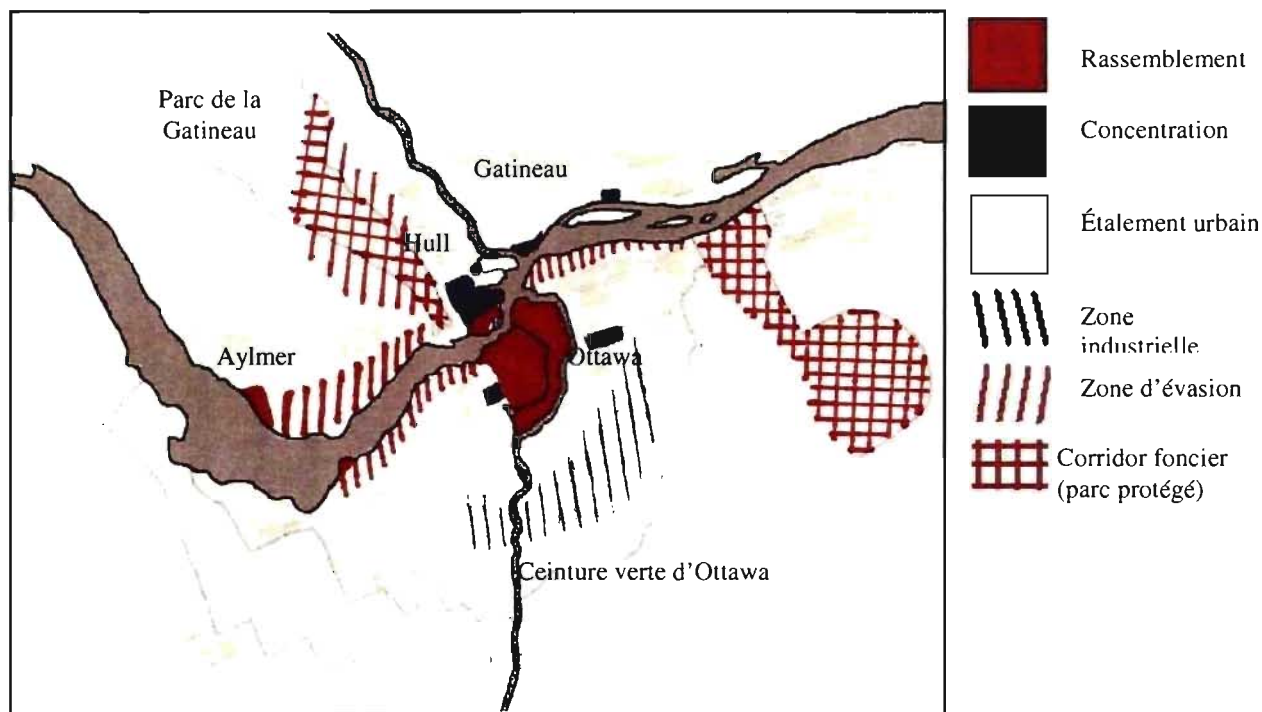 Parc de la
Gatineau
Gatineau
Hull
Aylmer
Ottawa
Ceinture verte d'Ottawa
Rassemblement
Concentration
Étalement urbain
Zone
industrielle
Zone d'évasion
Corridor foncier
(parc protégé)